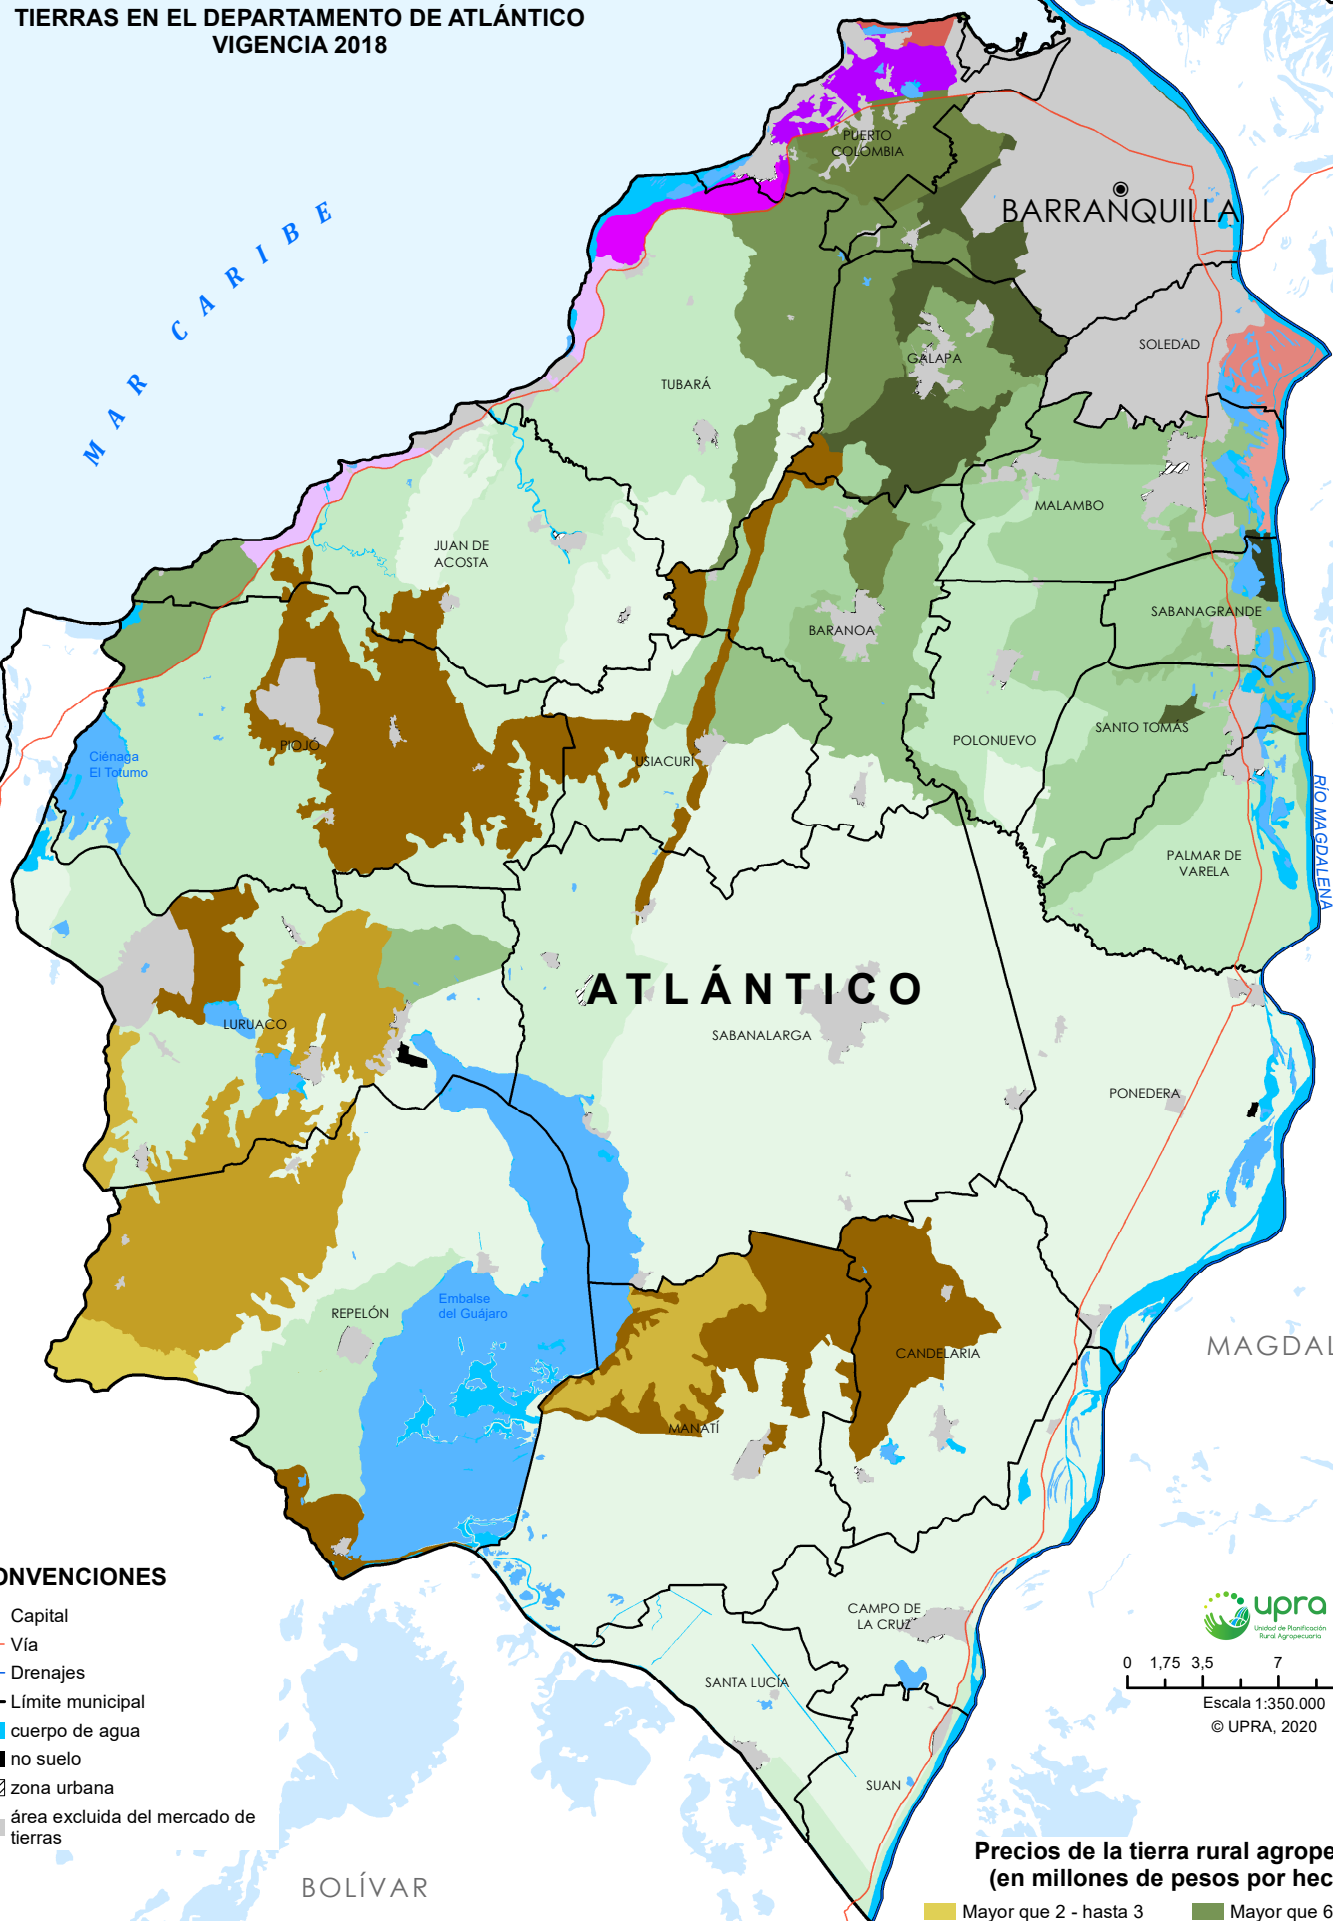 TIERRAS EN EL DEPARTAMENTO DE ATLÁNTICO
VIGENCIA 2018
MAR CARIBE
PUERTO
COLOMBIA
BARRANQUILLA
SOLEDAD
GALAPA
TUBARÁ
MALAMBO
JUAN DE
ACOSTA
SABANAGRANDE
BARANOA
SANTO TOMÁS
POLONUEVO
PIOJÓ
USIACURÍ
Ciénaga
El Totumo
RÍO MAGDALENA
PALMAR DE
VARELA
ATLÁNTICO
LURUACO
SABANALARGA
PONEDERA
Embalse
del Guájaro
REPELÓN
MAGDAL
CANDELARIA
MANATÍ
ONVENCIONES
Capital
Vía
Drenajes
Límite municipal
cuerpo de agua
no suelo
zona urbana
área excluida del mercado de
tierras
CAMPO DE
LA CRUZ
SANTA LUCÍA
SUAN
BOLÍVAR
upra
Unidad de Planificación
Rural Agropecuaria
0 1,75 3,5 7
Escala 1:350.000
© UPRA, 2020
Precios de la tierra rural agrope
(en millones de pesos por hec
Mayor que 2 - hasta 3
Mayor que 6